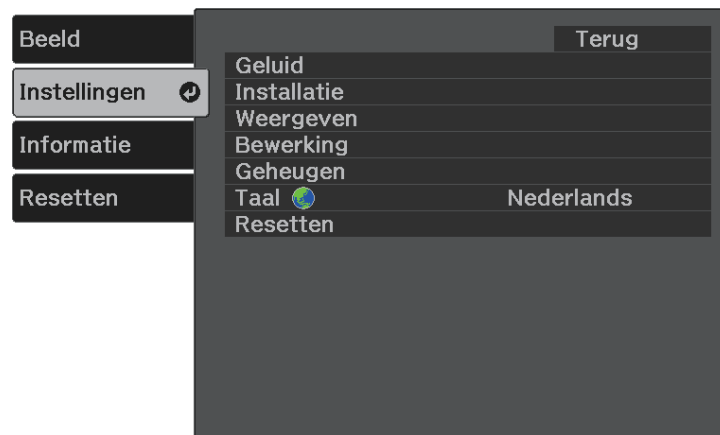 Beeld
Instellingen
Informatie
Resetten
Terug
Geluid
Installatie
Weergeven
Bewerking
Geheugen
Taal Nederlands
Resetten